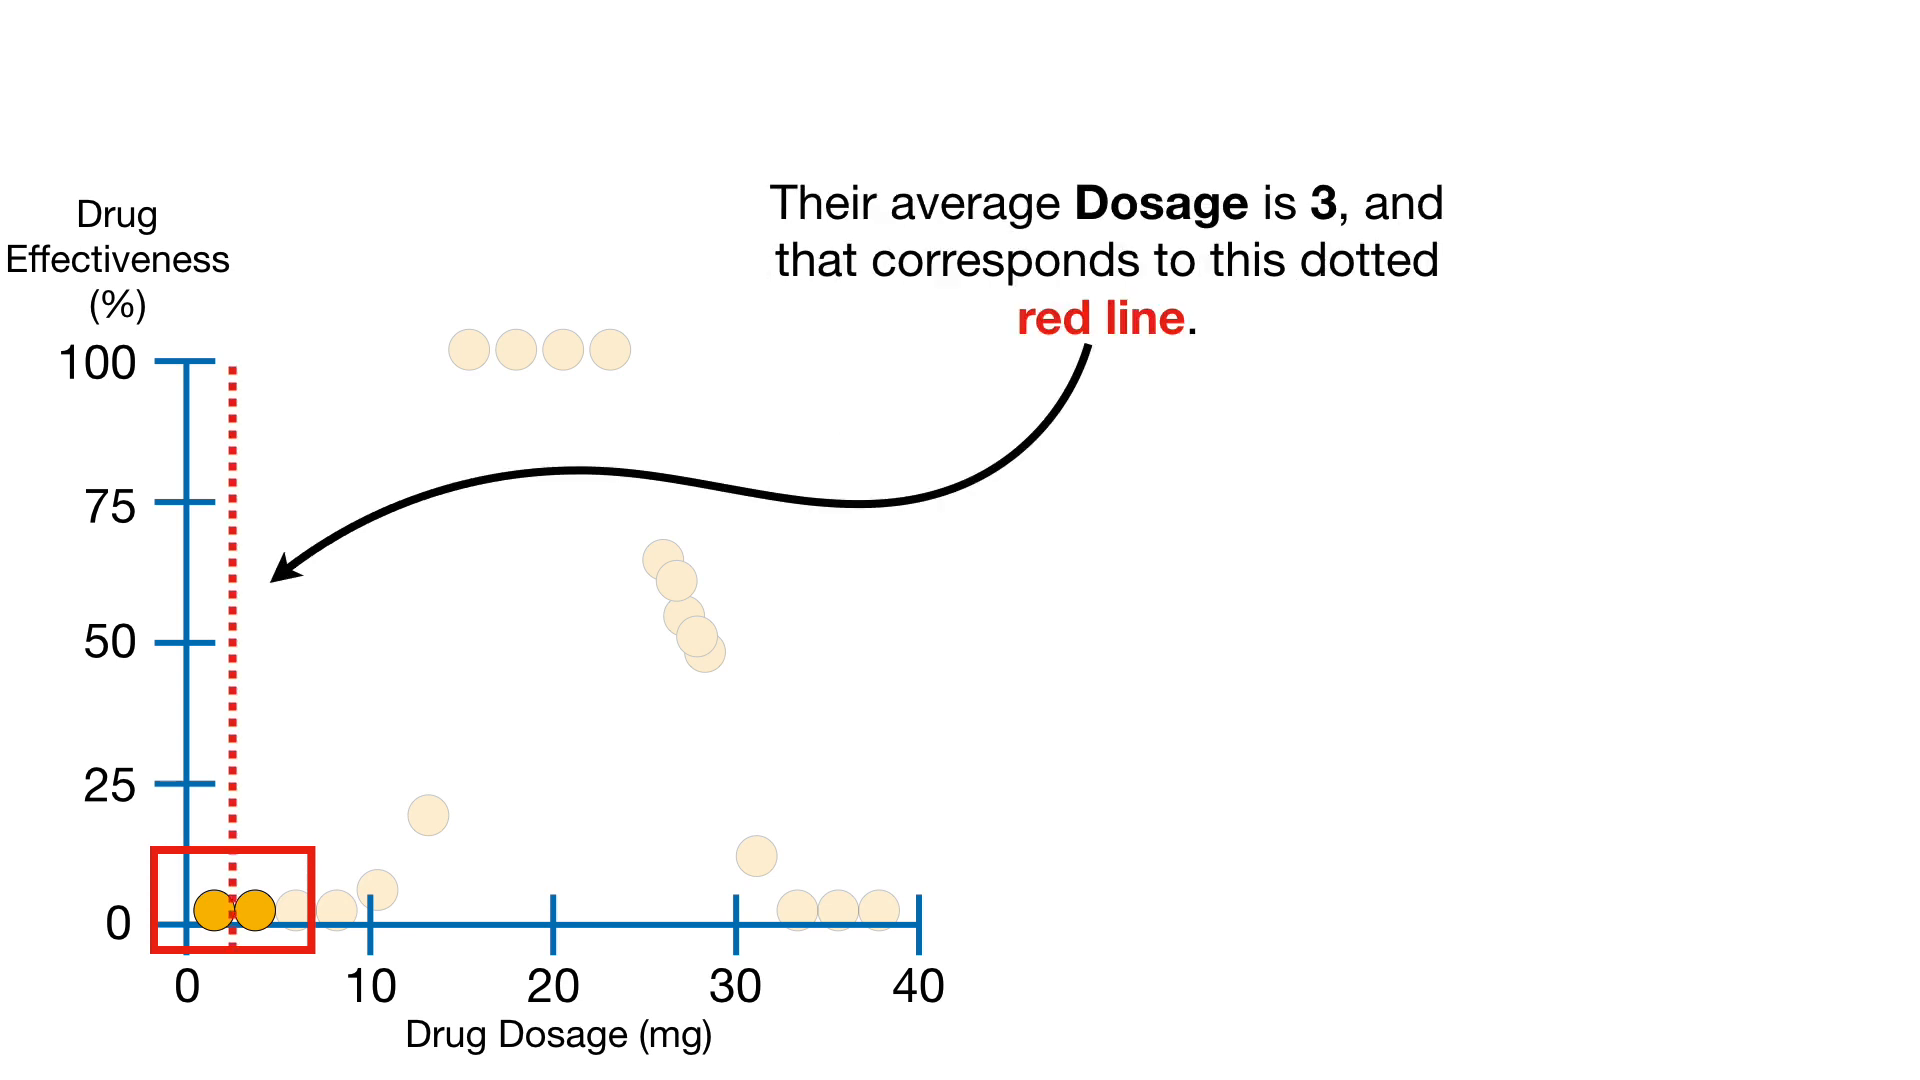 Their average Dosage is 3, and
that corresponds to this dotted
red line.
Drug
Effectiveness
(%)
100
75
50
25
0
0 10 20 30 40
Drug Dosage (mg)